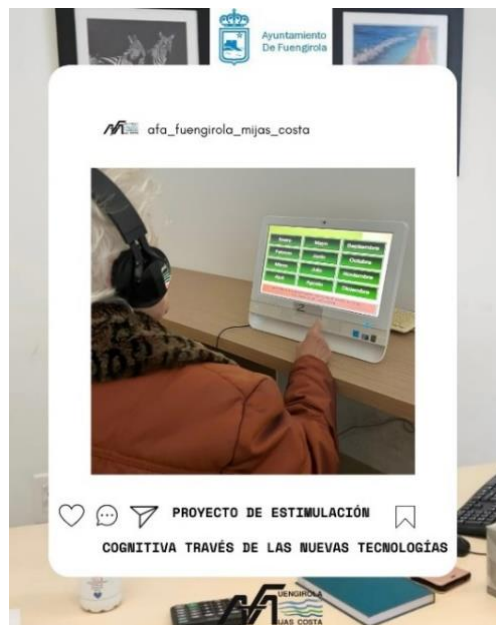 Ayuntamiento
De Fuengirola
afa_fuengirola_mijas_costa
Enero Mayo Septiembre
Febrero Junio Octubre
Marzo Julio Noviembre
Abril Agosto Diciembre
PROYECTO DE ESTIMULACIÓN
COGNITIVA TRAVÉS DE LAS NUEVAS TECNOLOGÍAS
FUENGIROLA
MIJAS COSTA